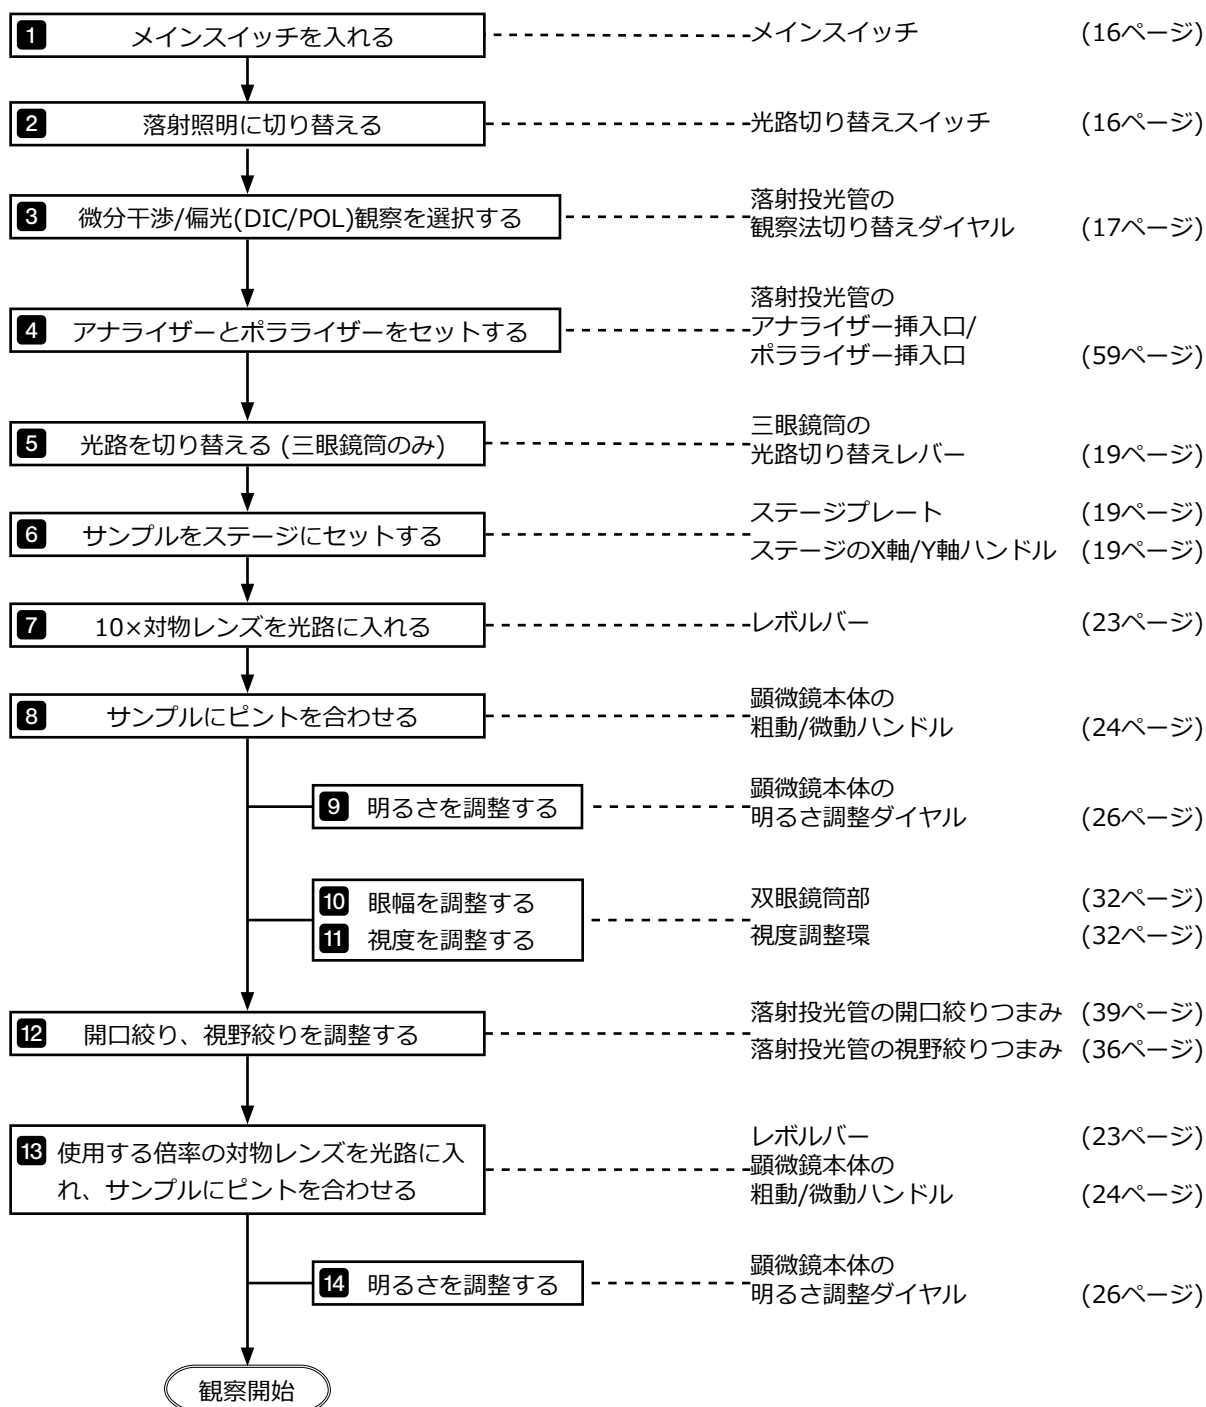 1 メインスイッチを入れる メインスイッチ (16ページ)
2 落射照明に切り替える 光路切り替えスイッチ (16ページ)
落射投光管の
3 微分干渉/偏光(DIC/POL)観察を選択する 観察法切り替えダイヤル (17ページ)
落射投光管の
4 アナライザーとポラライザーをセットする アナライザー挿入口/
ポラライザー挿入口 (59ページ)
三眼鏡筒の
5 光路を切り替える (三眼鏡筒のみ) 光路切り替えレバー (19ページ)
ステージプレート (19ページ)
6 サンプルをステージにセットする
ステージのX軸/Y軸ハンドル (19ページ)
7 10×対物レンズを光路に入れる レボルバー (23ページ)
顕微鏡本体の
8 サンプルにピントを合わせる 粗動/微動ハンドル (24ページ)
顕微鏡本体の
9 明るさを調整する 明るさ調整ダイヤル (26ページ)
10 眼幅を調整する 双眼鏡筒部 (32ページ)
11 視度を調整する 視度調整環 (32ページ)
落射投光管の開口絞りつまみ (39ページ)
12 開口絞り、視野絞りを調整する
落射投光管の視野絞りつまみ (36ページ)
レボルバー (23ページ)
13 使用する倍率の対物レンズを光路に入 顕微鏡本体の
れ、サンプルにピントを合わせる 粗動/微動ハンドル (24ページ)
顕微鏡本体の
14 明るさを調整する 明るさ調整ダイヤル (26ページ)
観察開始